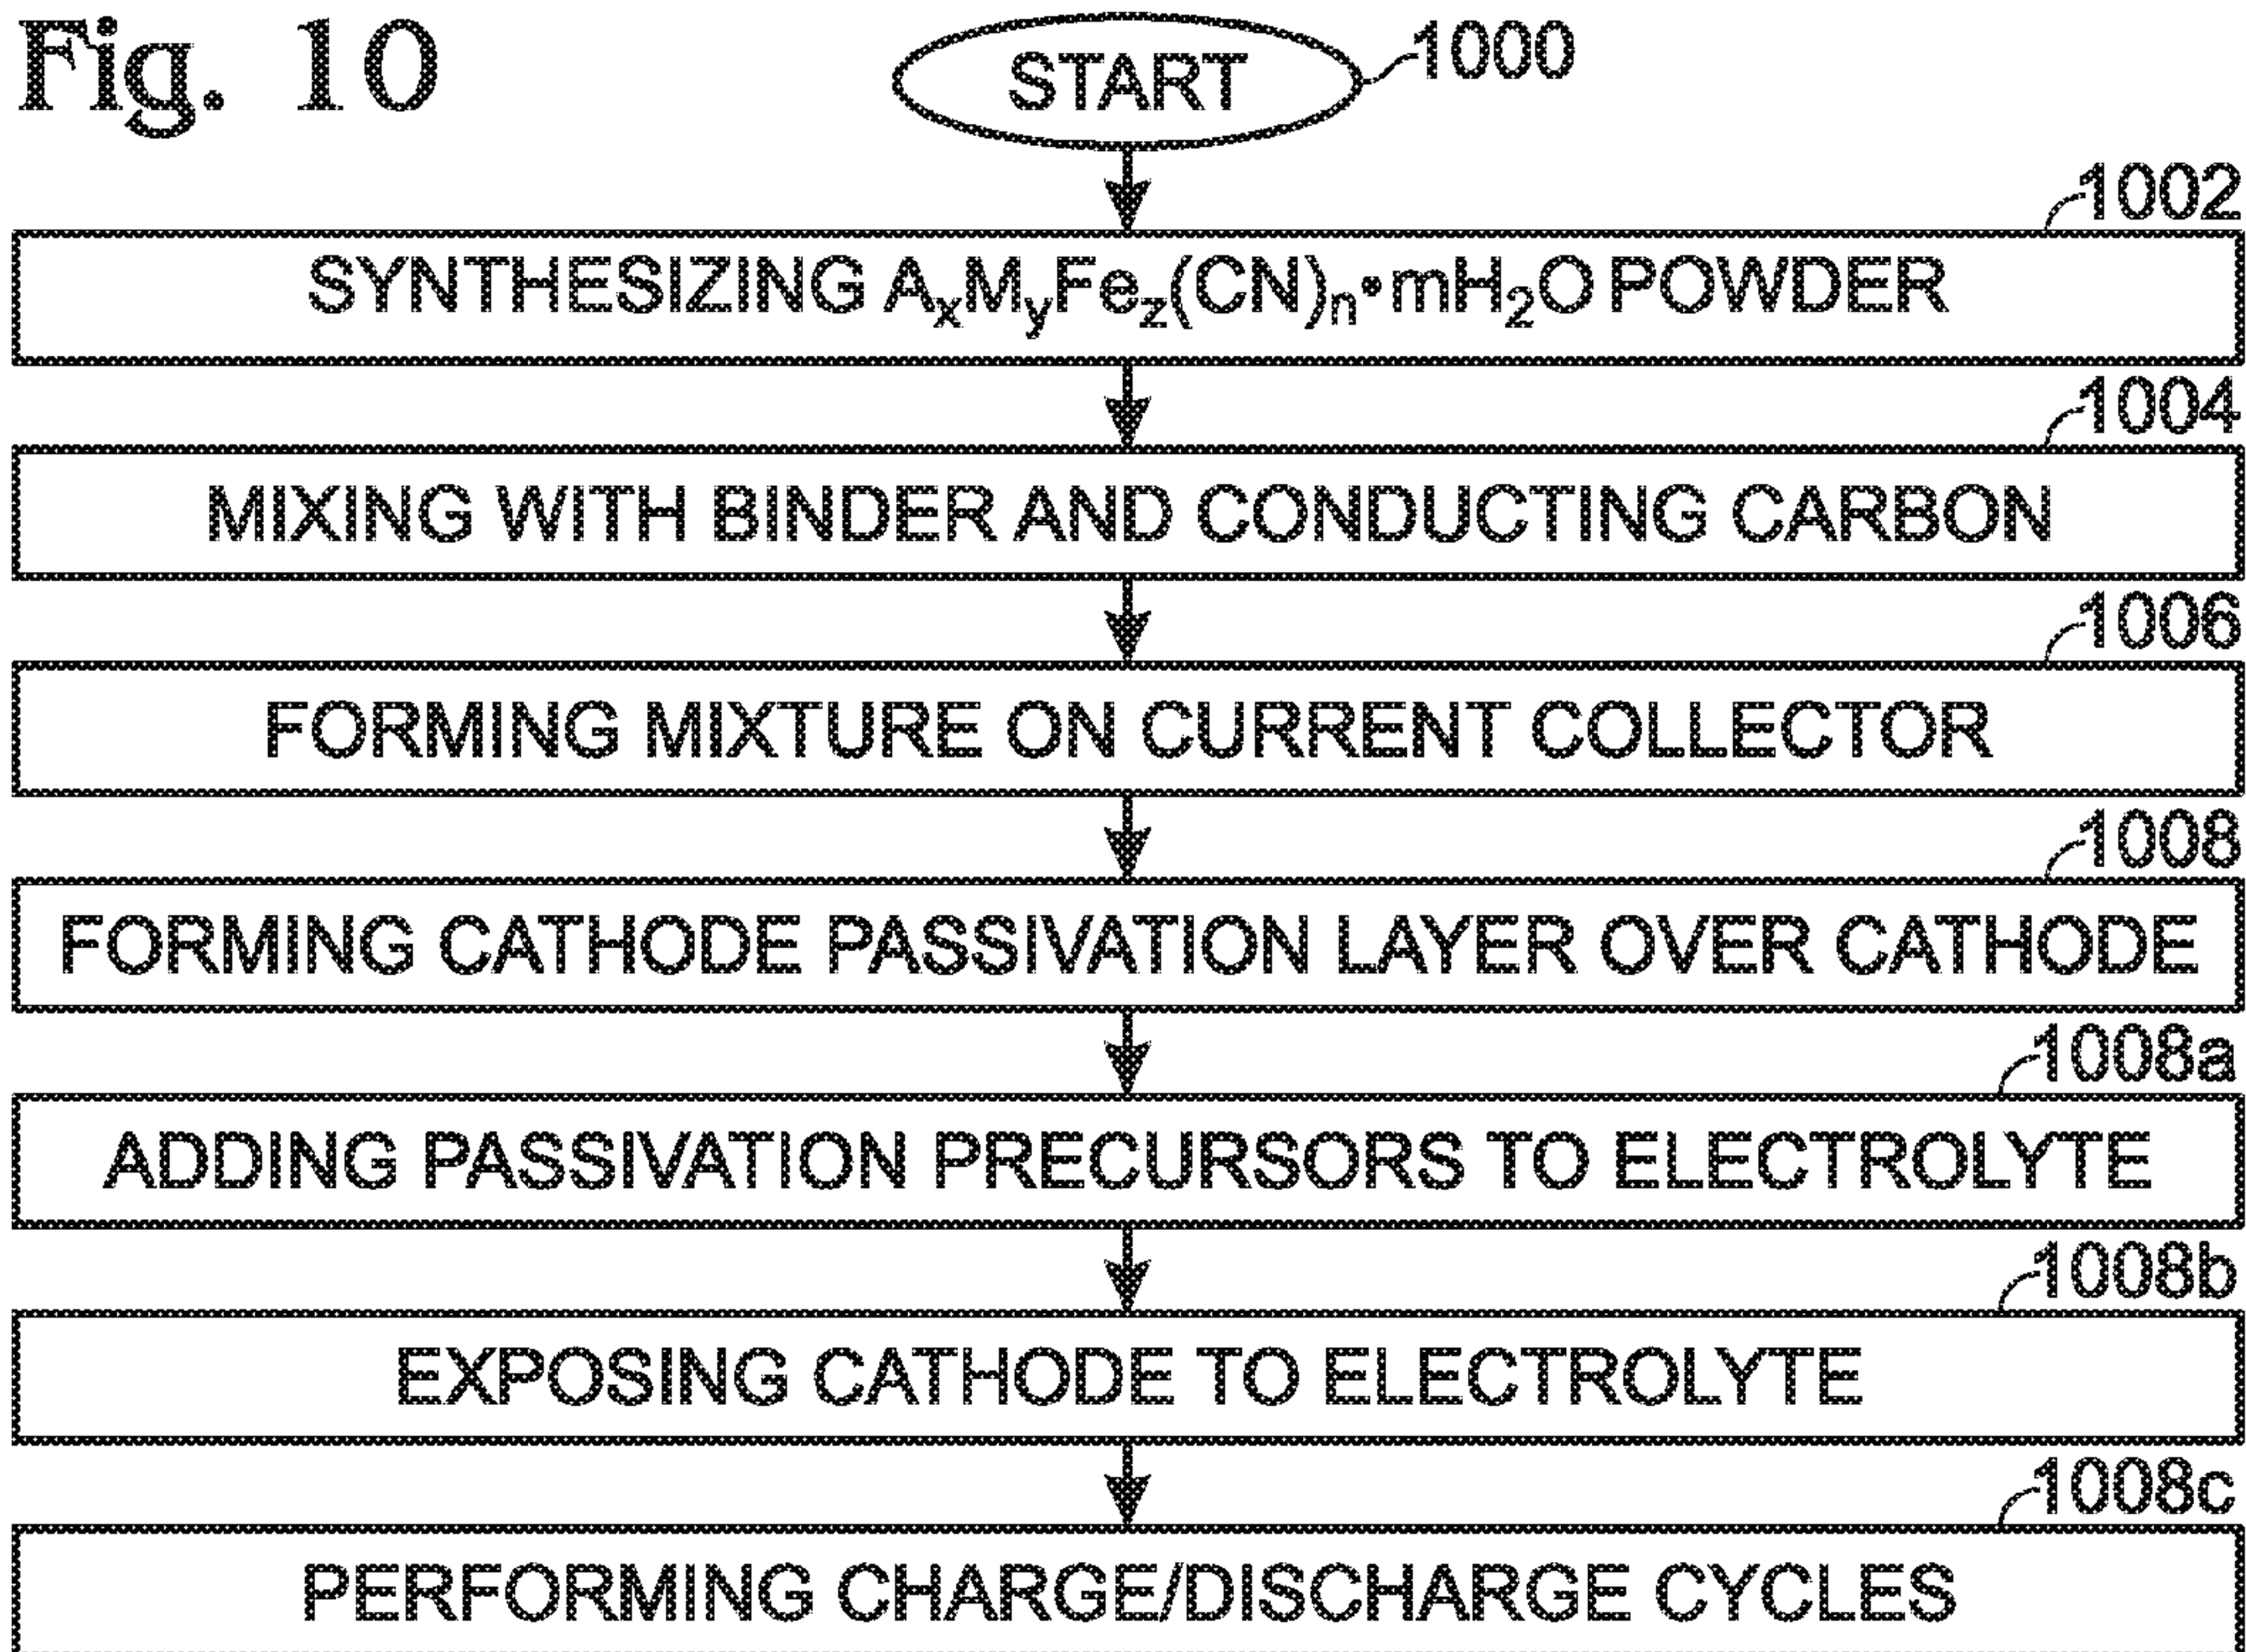 Fig. 10
START
1000
1002
SYNTHESIZING AₓMᵧFe_z(CN)ₙ•mH₂O POWDER
1004
MIXING WITH BINDER AND CONDUCTING CARBON
1006
FORMING MIXTURE ON CURRENT COLLECTOR
1008
FORMING CATHODE PASSIVATION LAYER OVER CATHODE
1008a
ADDING PASSIVATION PRECURSORS TO ELECTROLYTE
1008b
EXPOSING CATHODE TO ELECTROLYTE
1008c
PERFORMING CHARGE/DISCHARGE CYCLES